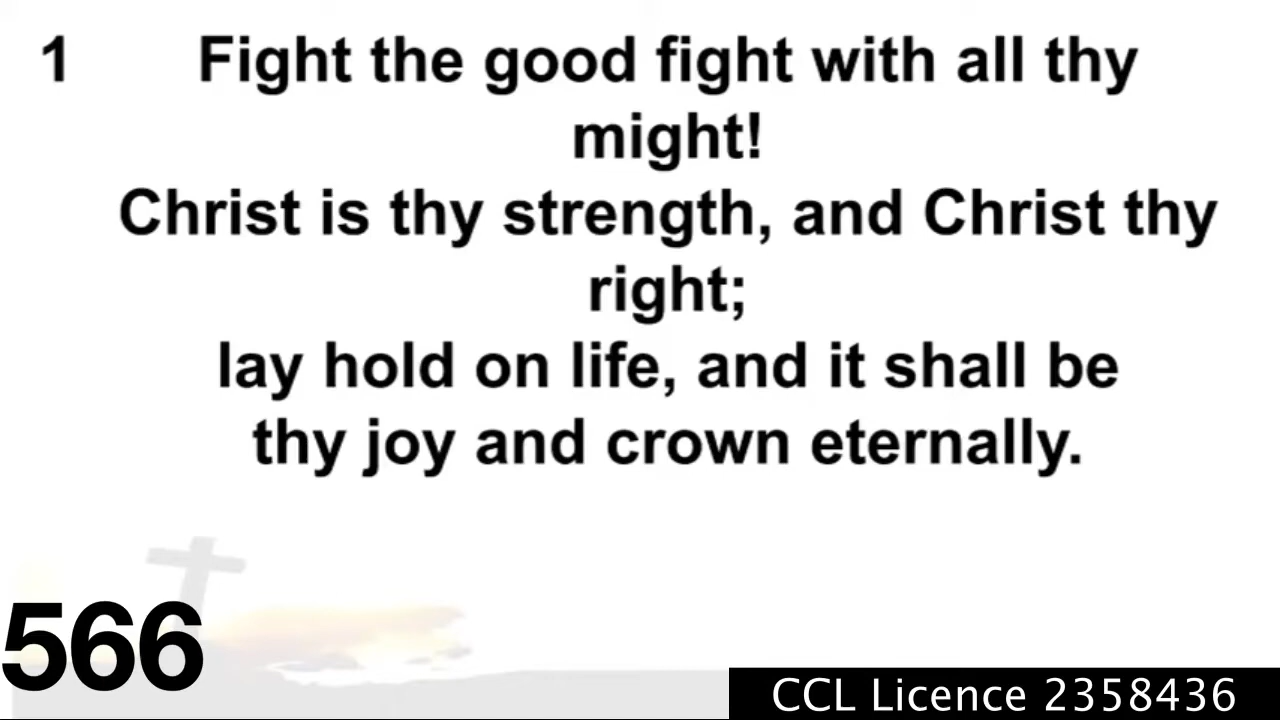 1 Fight the good fight with all thy
might!
Christ is thy strength, and Christ thy
right;
lay hold on life, and it shall be
thy joy and crown eternally.
566
CCL Licence 2358436